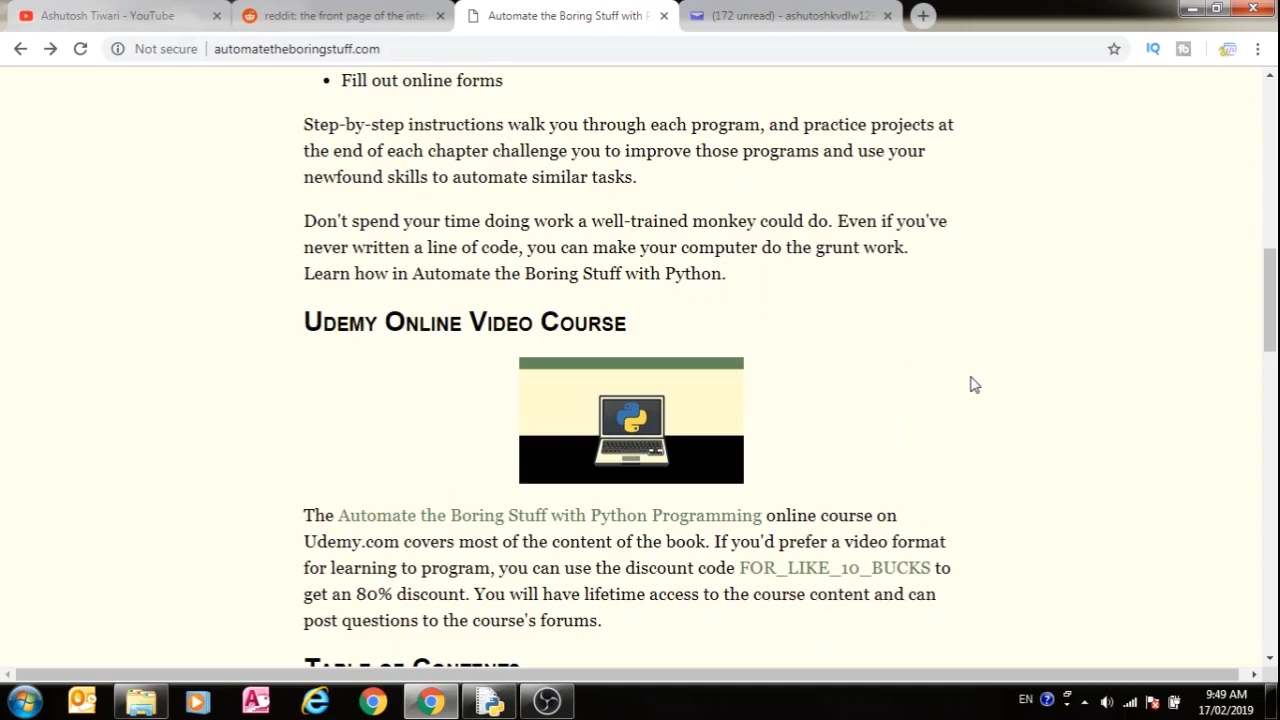 Ashutosh Tiwari - YouTube
reddit: the front page of the inte
Automate the Boring Stuff with P
(172 unread) - ashutoshkvdlw123
Not secure
automatetheboringstuff.com
IQ
• Fill out online forms
Step-by-step instructions walk you through each program, and practice projects at
the end of each chapter challenge you to improve those programs and use your
newfound skills to automate similar tasks.
Don't spend your time doing work a well-trained monkey could do. Even if you've
never written a line of code, you can make your computer do the grunt work.
Learn how in Automate the Boring Stuff with Python.
Udemy Online Video Course
The Automate the Boring Stuff with Python Programming online course on
Udemy.com covers most of the content of the book. If you'd prefer a video format
for learning to program, you can use the discount code FOR_LIKE_10_BUCKS to
get an 80% discount. You will have lifetime access to the course content and can
post questions to the course's forums.
Table of Contents
EN
9:49 AM
17/02/2019